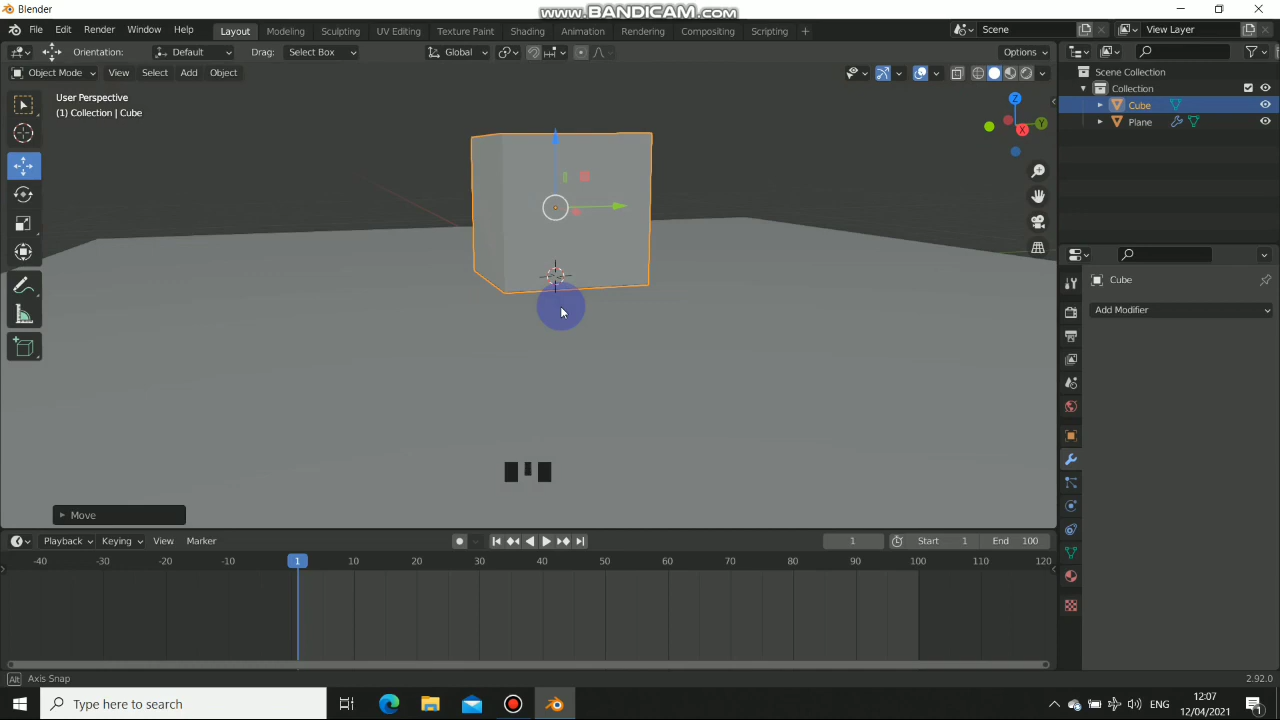 Blender
www.BANDICAM.com
File Edit Render Window Help Layout Modeling Sculpting UV Editing Texture Paint Shading Animation Rendering Compositing Scripting + Scene View Layer
Orientation: Default Drag: Select Box Global Options
Object Mode View Select Add Object
User Perspective
(1) Collection | Cube
Z
Y
X
Scene Collection
Collection
Cube
Plane
Cube
Add Modifier
Move
Playback Keying View Marker 1 Start 1 End 100
-40 -30 -20 -10 1 10 20 30 40 50 60 70 80 90 100 110 120
Alt Axis Snap 2.92.0
Type here to search
12:07
12/04/2021
1